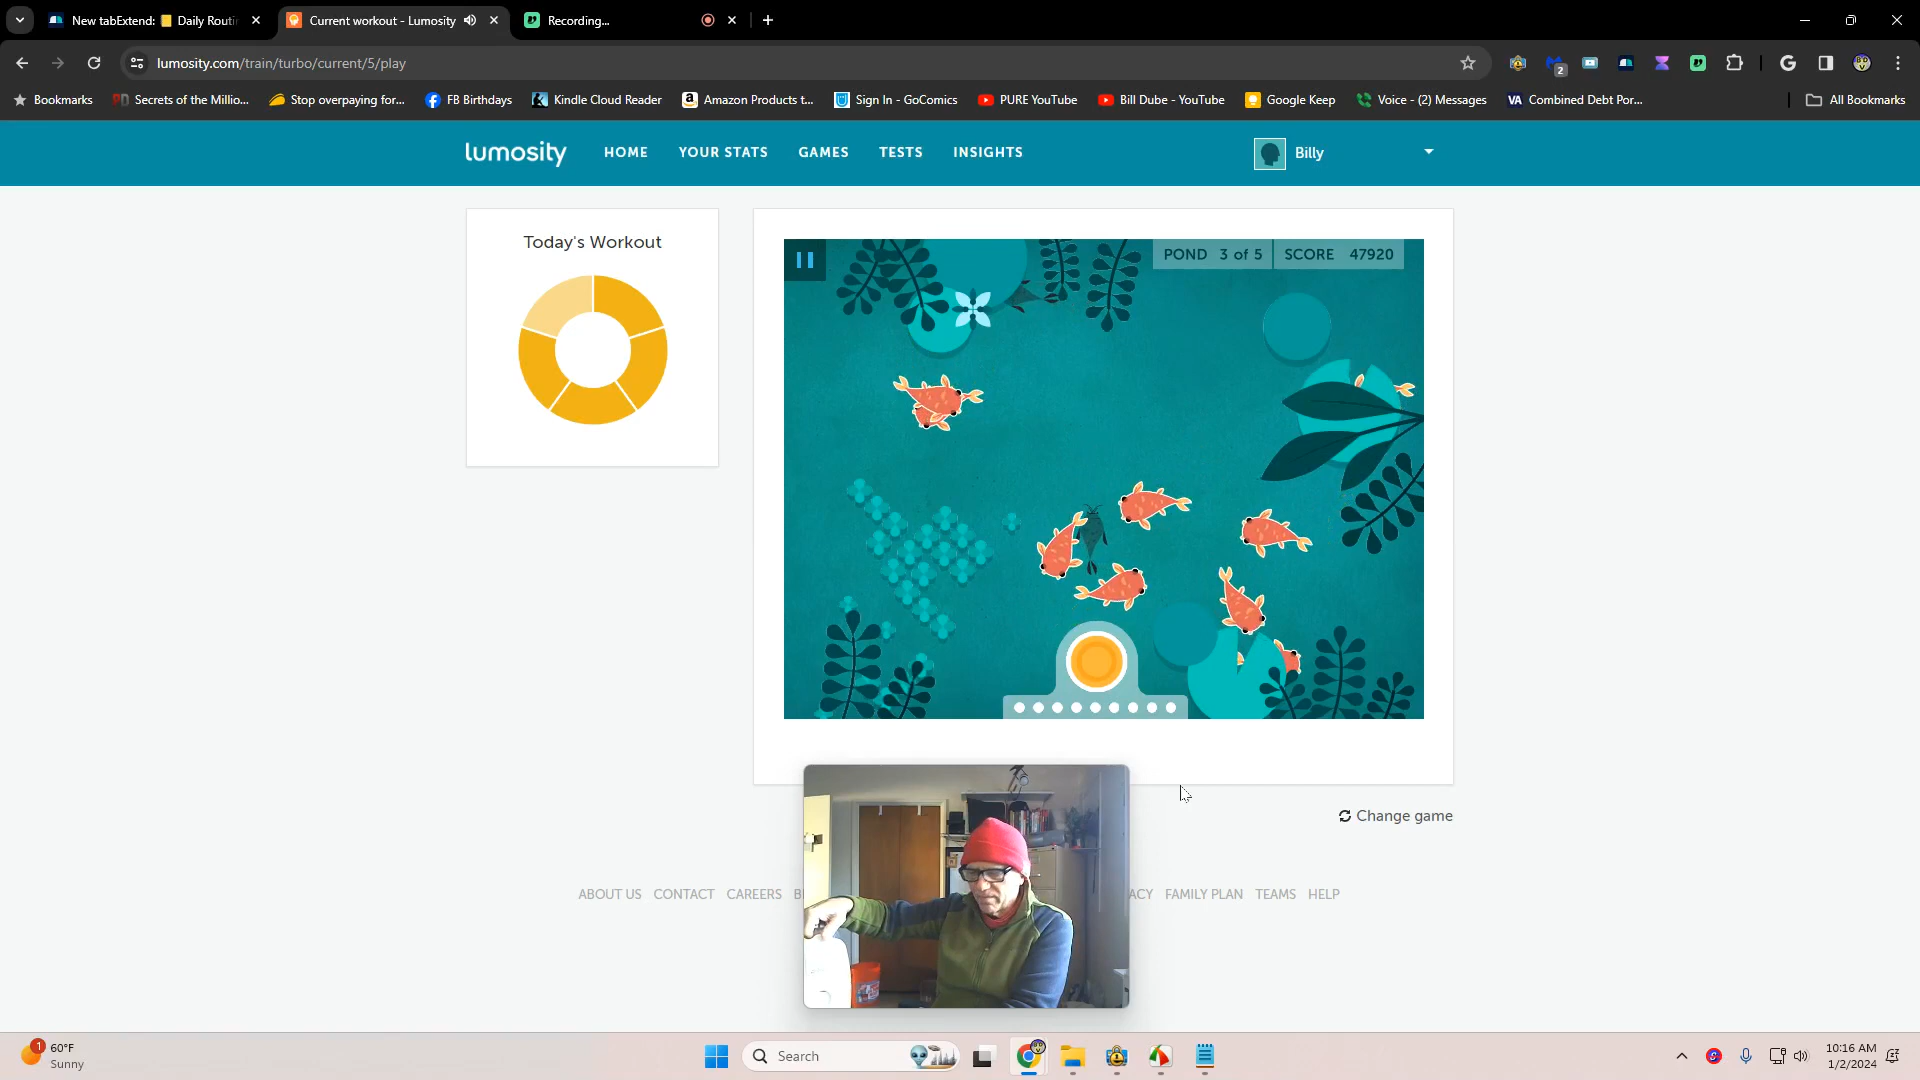 New tabExtend: Daily Routi
Current workout - Lumosity
Recording...
lumosity.com/train/turbo/current/5/play
2
Bookmarks
Secrets of the Millio...
Stop overpaying for...
FB Birthdays
Kindle Cloud Reader
Amazon Products t...
Sign In - GoComics
PURE YouTube
Bill Dube - YouTube
Google Keep
Voice - (2) Messages
VA Combined Debt Por...
All Bookmarks
lumosity
HOME
YOUR STATS
GAMES
TESTS
INSIGHTS
Billy
Today's Workout
POND 3 of 5
SCORE 47920
Change game
ABOUT US
CONTACT
CAREERS
B
ACY
FAMILY PLAN
TEAMS
HELP
1
60°F
Sunny
Search
10:16 AM
1/2/2024